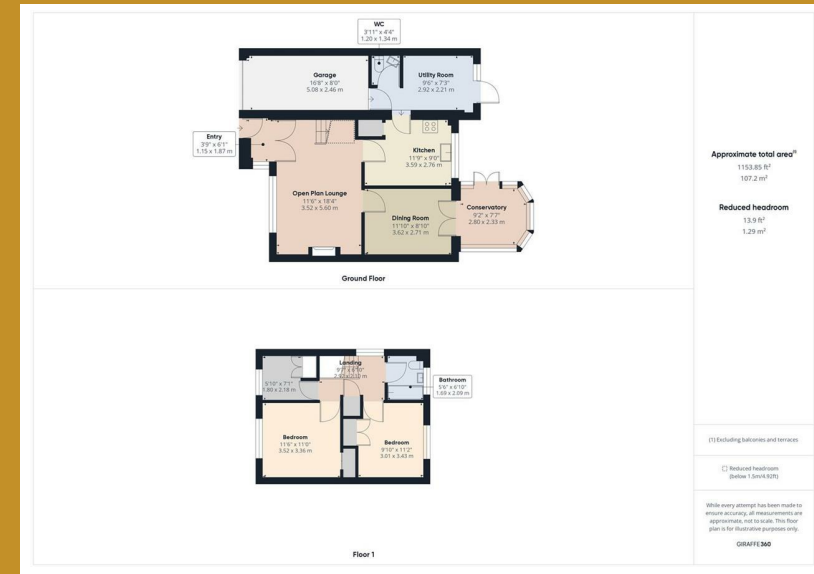 WC
3'11" x 4'4"
1.20 x 1.34 m
Garage
16'8" x 8'0"
5.08 x 2.46 m
Utility Room
9'6" x 7'3"
2.92 x 2.21 m
Entry
3'9" x 6'1"
1.15 x 1.87 m
Kitchen
11'9" x 9'0"
3.59 x 2.76 m
Open Plan Lounge
11'6" x 18'4"
3.52 x 5.60 m
Dining Room
11'10" x 8'10"
3.62 x 2.71 m
Conservatory
9'2" x 7'7"
2.80 x 2.33 m
Ground Floor
Landing
5'10" x 7'1"
1.80 x 2.18 m
Bathroom
5'6" x 6'10"
1.69 x 2.09 m
Bedroom
11'6" x 11'0"
3.52 x 3.36 m
Bedroom
9'10" x 11'2"
3.01 x 3.43 m
Floor 1
Approximate total area⁽¹⁾
1153.85 ft²
107.2 m²
Reduced headroom
13.9 ft²
1.29 m²
(1) Excluding balconies and terraces
Reduced headroom
(below 1.5m/4.92ft)
While every attempt has been made to
ensure accuracy, all measurements are
approximate, not to scale. This floor
plan is for illustrative purposes only.
GIRAFFE360